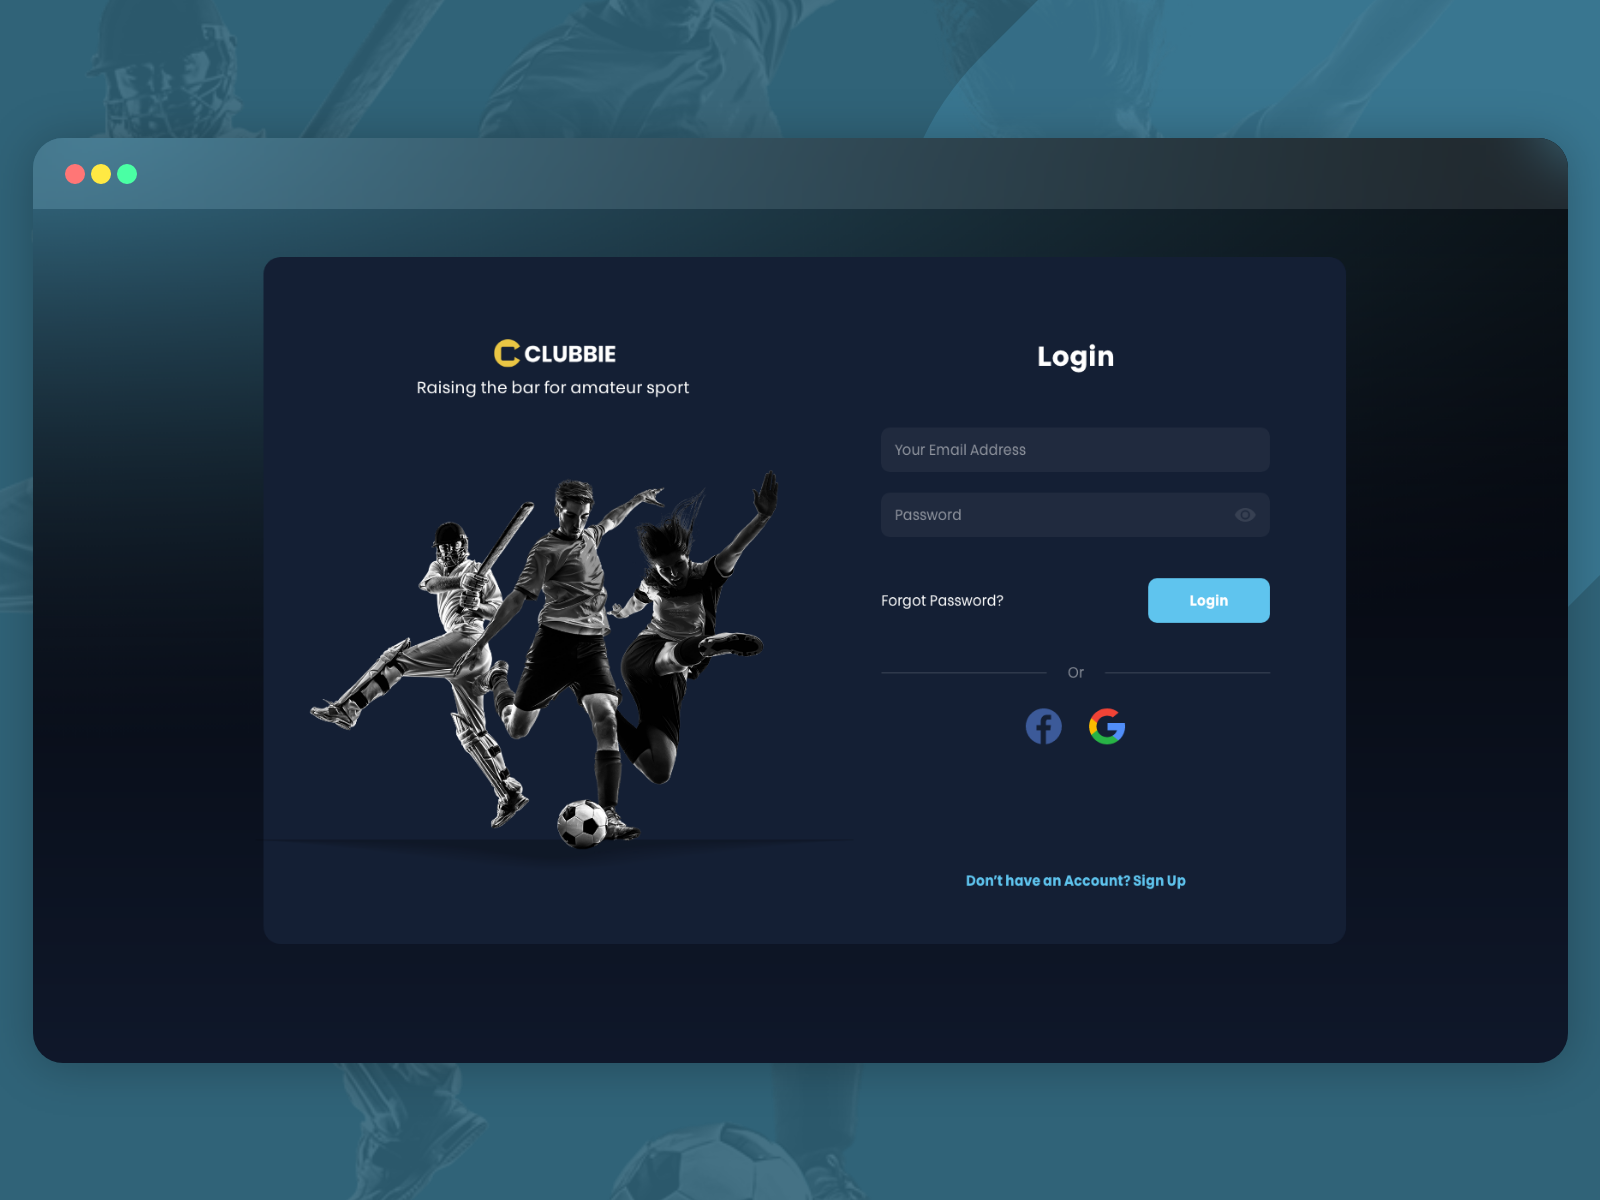 CLUBBIE
Raising the bar for amateur sport
Login
Your Email Address
Password
Forgot Password?
Login
Or
Don't have an Account? Sign Up